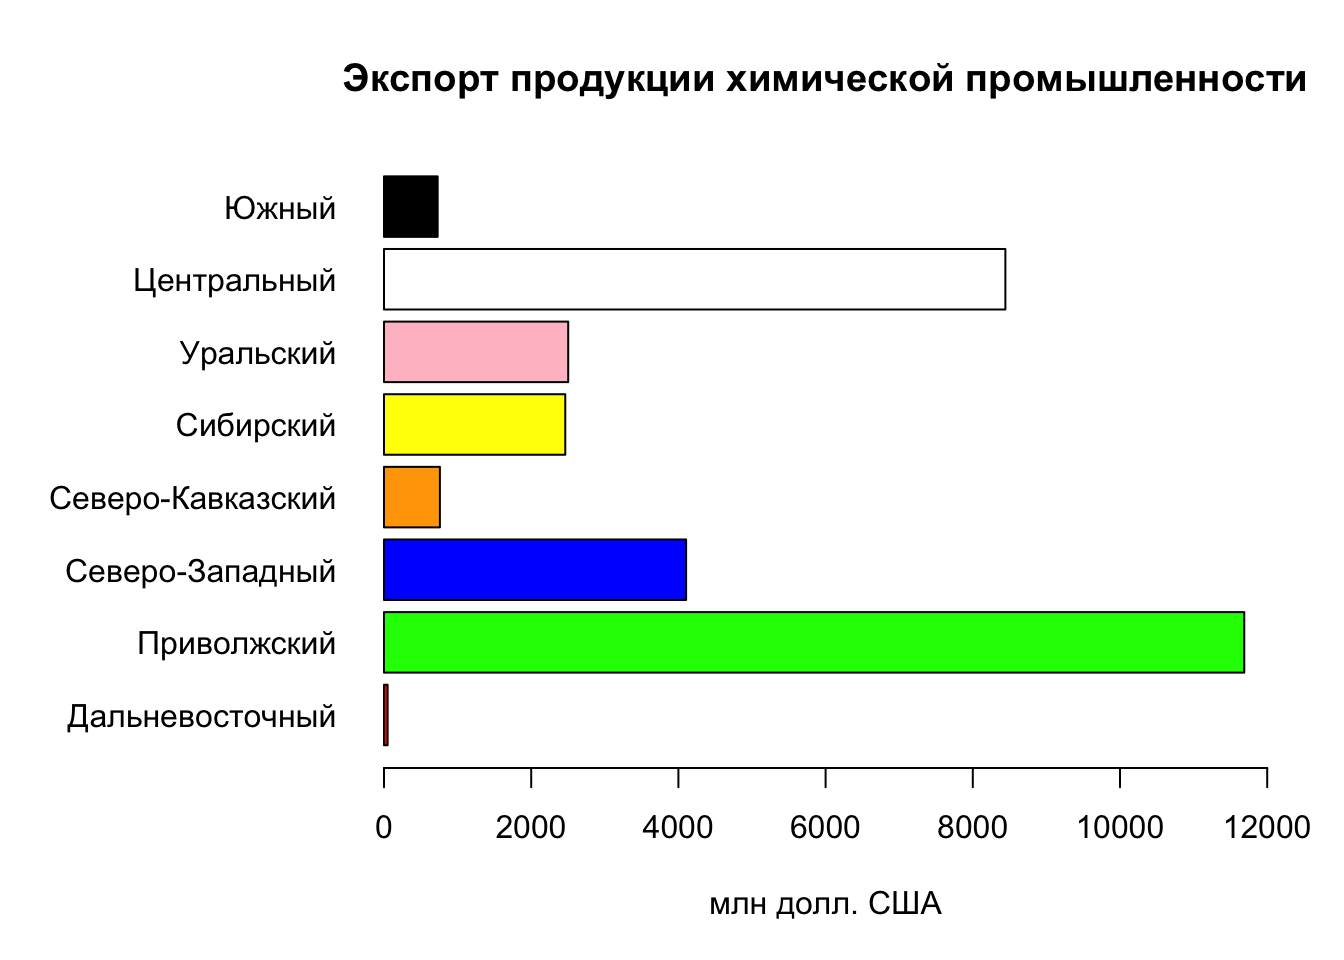 Экспорт продукции химической промышленности
Южный
Центральный
Уральский
Сибирский
Северо-Кавказский
Северо-Западный
Приволжский
Дальневосточный
0 2000 4000 6000 8000 10000 12000
млн долл. США